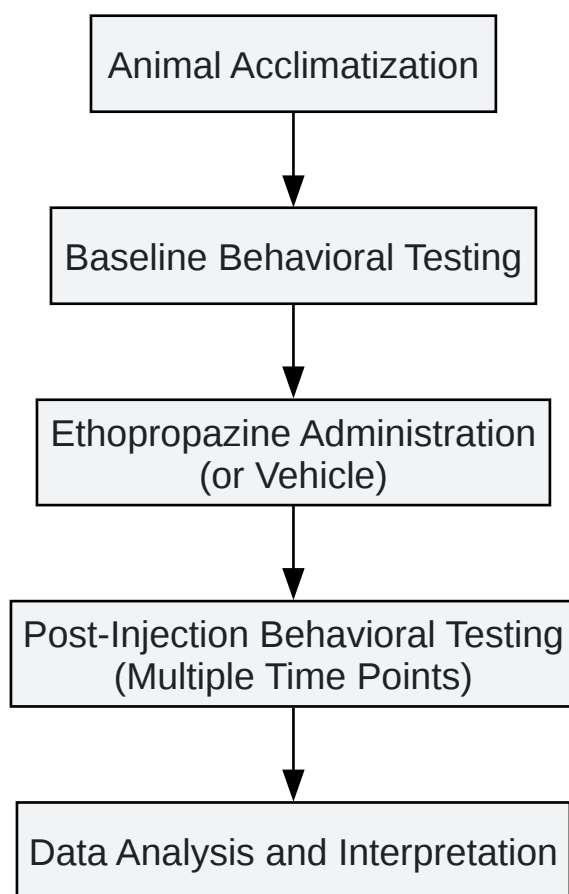 Animal Acclimatization
Baseline Behavioral Testing
Ethopropazine Administration
(or Vehicle)
Post-Injection Behavioral Testing
(Multiple Time Points)
Data Analysis and Interpretation